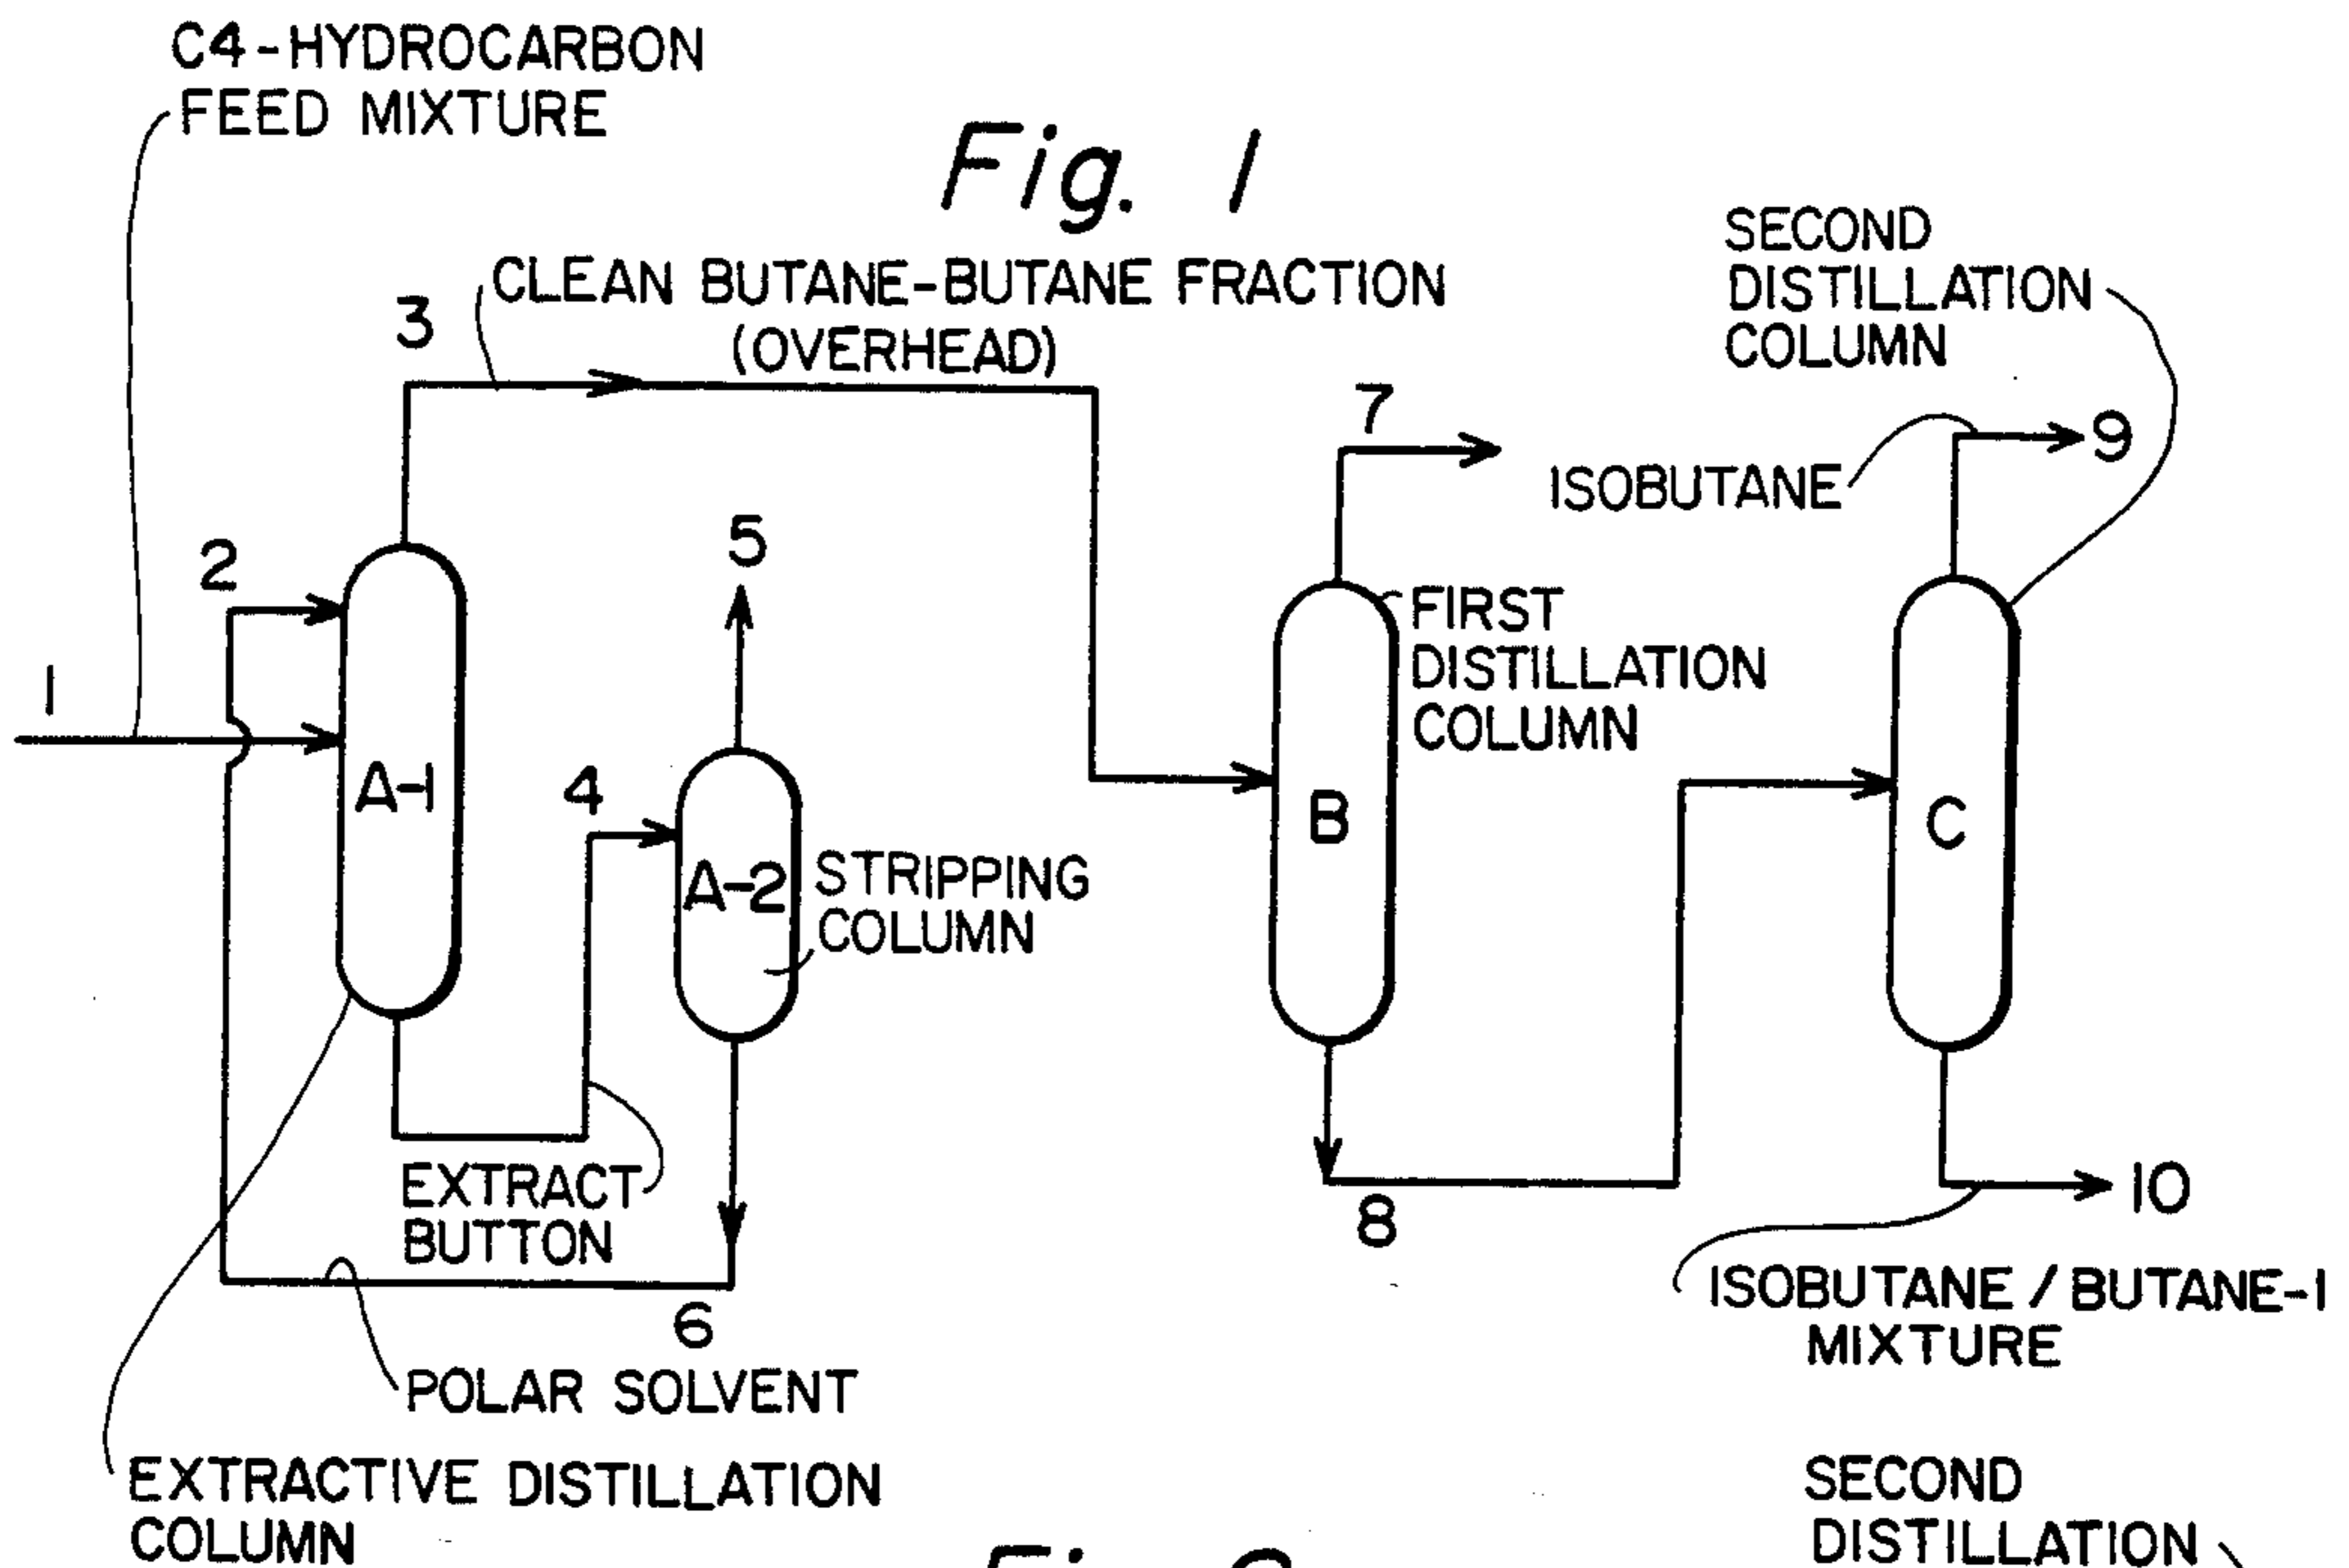 C4-HYDROCARBON
FEED MIXTURE
Fig. 1
SECOND
DISTILLATION
COLUMN
CLEAN BUTANE-BUTANE FRACTION
(OVERHEAD)
3
7
9
ISOBUTANE
5
2
FIRST
DISTILLATION
COLUMN
1
A-1
4
B
C
A-2
STRIPPING
COLUMN
EXTRACT
BUTTON
8
10
6
ISOBUTANE / BUTANE-1
MIXTURE
POLAR SOLVENT
EXTRACTIVE DISTILLATION
COLUMN
SECOND
DISTILLATION